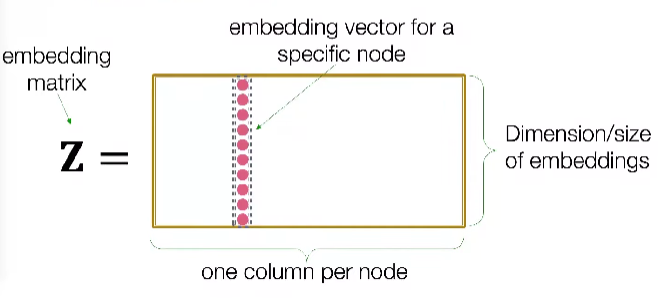 embedding vector for a
specific node
embedding
matrix
Z =
Dimension/size
of embeddings
one column per node